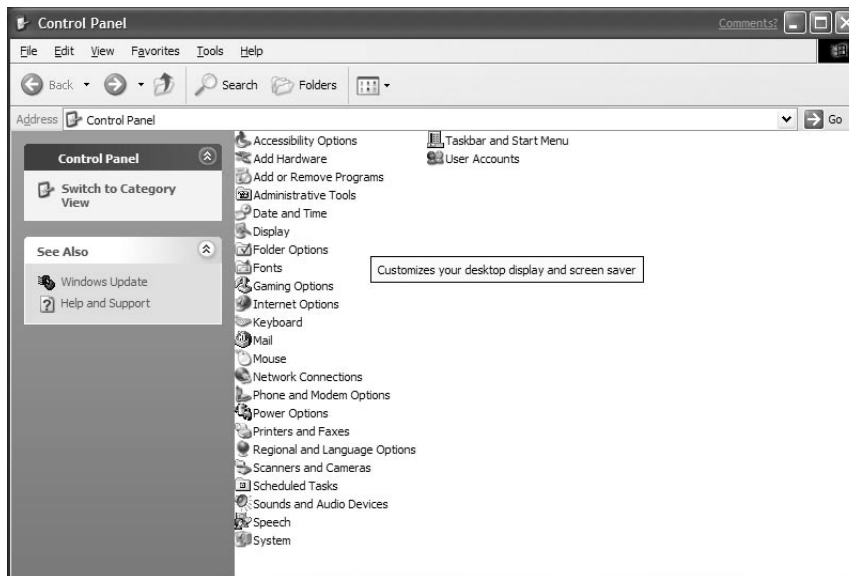 Control Panel
Comments?
File Edit View Favorites Tools Help
Back Search Folders
Address Control Panel Go
Control Panel
Switch to Category
View
See Also
Windows Update
Help and Support
Accessibility Options
Add Hardware
Add or Remove Programs
Administrative Tools
Date and Time
Display
Folder Options
Fonts
Gaming Options
Internet Options
Keyboard
Mail
Mouse
Network Connections
Phone and Modem Options
Power Options
Printers and Faxes
Regional and Language Options
Scanners and Cameras
Scheduled Tasks
Sounds and Audio Devices
Speech
System
Taskbar and Start Menu
User Accounts
Customizes your desktop display and screen saver